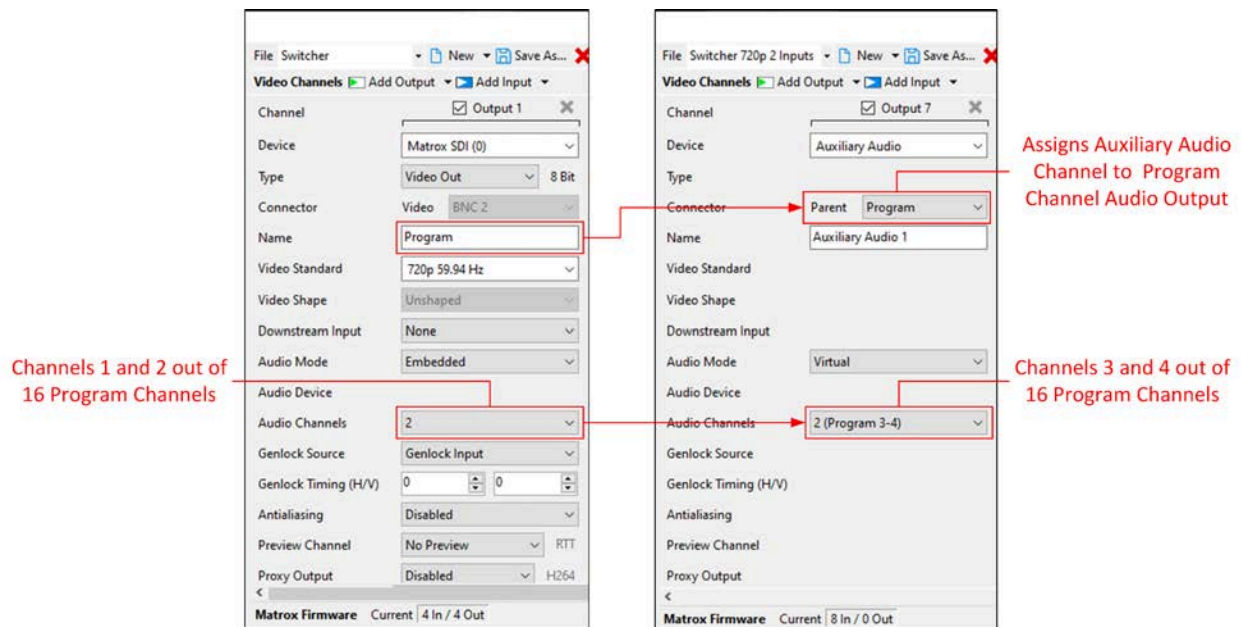 File Switcher New Save As...
Video Channels Add Output Add Input
Channel Output 1
Device Matrox SDI (0)
Type Video Out 8 Bit
Connector Video BNC 2
Name Program
Video Standard 720p 59.94 Hz
Video Shape Unshaped
Downstream Input None
Audio Mode Embedded
Audio Device
Audio Channels 2
Genlock Source Genlock Input
Genlock Timing (H/V) 0 0
Antialiasing Disabled
Preview Channel No Preview RTT
Proxy Output Disabled H264
Matrox Firmware Current 4 In / 4 Out
Channels 1 and 2 out of
16 Program Channels
File Switcher 720p 2 Inputs New Save As...
Video Channels Add Output Add Input
Channel Output 7
Device Auxiliary Audio
Type
Connector Parent Program
Name Auxiliary Audio 1
Video Standard
Video Shape
Downstream Input
Audio Mode Virtual
Audio Device
Audio Channels 2 (Program 3-4)
Genlock Source
Genlock Timing (H/V)
Antialiasing
Preview Channel
Proxy Output
Matrox Firmware Current 8 In / 0 Out
Assigns Auxiliary Audio
Channel to Program
Channel Audio Output
Channels 3 and 4 out of
16 Program Channels